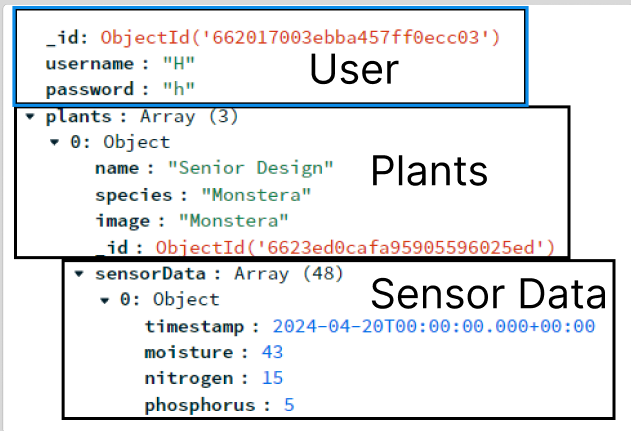 _id: ObjectId('662017003ebba457ff0ecc03')
username : "H"
User
password : "h"
plants : Array (3)
0: Object
name : "Senior Design"
Plants
species : "Monstera"
image : "Monstera"
_id : ObjectId('6623ed0cafa95905596025ed')
sensorData : Array (48)
Sensor Data
0: Object
timestamp : 2024-04-20T00:00:00.000+00:00
moisture : 43
nitrogen : 15
phosphorus : 5